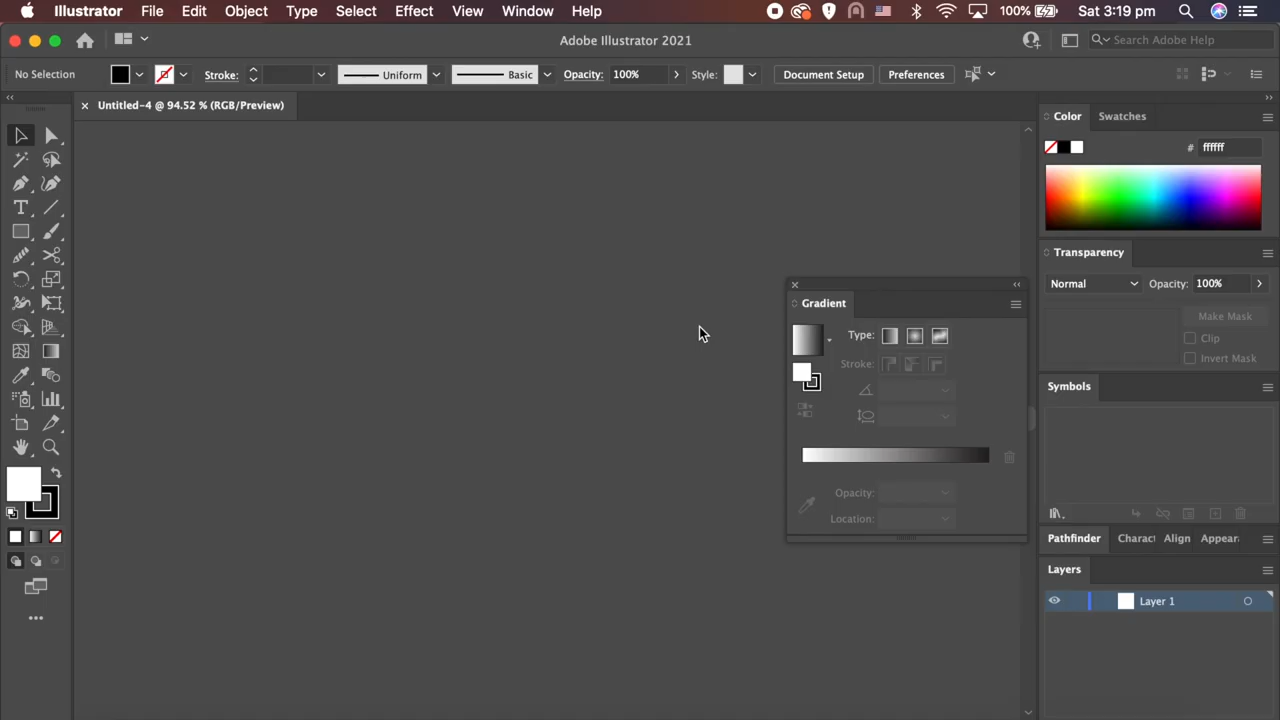 Illustrator File Edit Object Type Select Effect View Window Help 100% Sat 3:19 pm
Adobe Illustrator 2021 Search Adobe Help
No Selection Stroke: Uniform Basic Opacity: 100% Style: Document Setup Preferences
Untitled-4 @ 94.52 % (RGB/Preview)
Color Swatches
# ffffff
Transparency
Normal Opacity: 100%
Make Mask
Clip
Invert Mask
Gradient
Type:
Stroke:
Opacity:
Location:
Symbols
Pathfinder Charact Align Appear
Layers
Layer 1